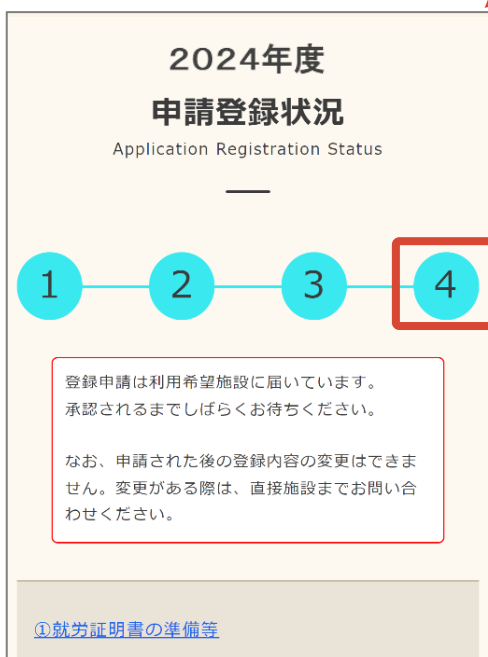 2024年度
申請登録状況
Application Registration Status
1 2 3 4
登録申請は利用希望施設に届いています。
承認されるまでしばらくお待ちください。
なお、申請された後の登録内容の変更はできま
せん。変更がある際は、直接施設までお問い合
わせください。
①就労証明書の準備等